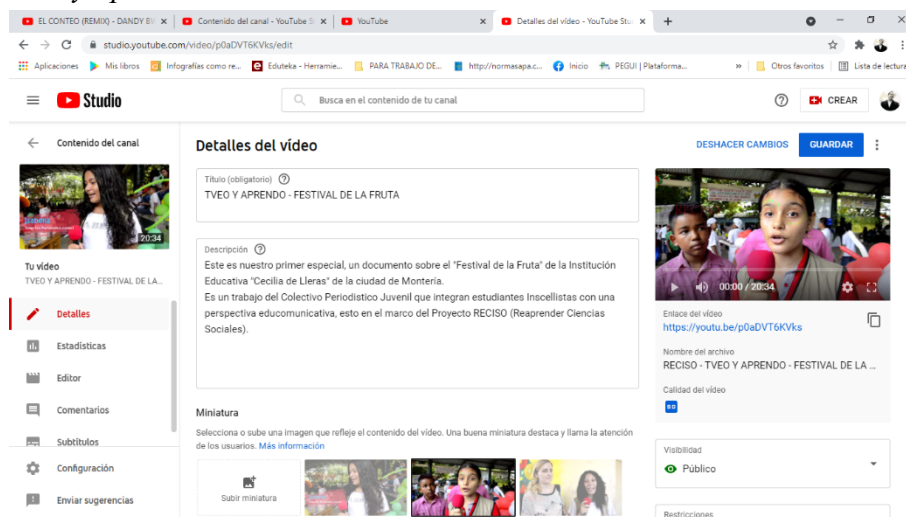 EL CONTEO (REMIX) - DANDY B
Contenido del canal - YouTube S
YouTube
Detalles del vídeo - YouTube Stu
studio.youtube.com/video/p0aDVT6KVks/edit
Aplicaciones
Mis libros
Infografías como re...
Eduteka - Herramie...
PARA TRABAJO DE...
http://normasapa.c...
Inicio
PEGUI | Plataforma...
»
Otros favoritos
Lista de lectura
Studio
Busca en el contenido de tu canal
CREAR
Contenido del canal
20:34
Tu vídeo
TVEO Y APRENDO - FESTIVAL DE LA...
Detalles
Estadísticas
Editor
Comentarios
Subtítulos
Configuración
Enviar sugerencias
Detalles del vídeo
DESHACER CAMBIOS
GUARDAR
Título (obligatorio)
TVEO Y APRENDO - FESTIVAL DE LA FRUTA
Descripción
Este es nuestro primer especial, un documento sobre el "Festival de la Fruta" de la Institución
Educativa "Cecilia de Lleras" de la ciudad de Montería.
Es un trabajo del Colectivo Periodistico Juvenil que integran estudiantes Inscellistas con una
perspectiva educomunicativa, esto en el marco del Proyecto RECISO (Reaprender Ciencias
Sociales).
Miniatura
Selecciona o sube una imagen que refleje el contenido del vídeo. Una buena miniatura destaca y llama la atención
de los usuarios. Más información
Subir miniatura
00:00 / 20:34
Enlace del vídeo
https://youtu.be/p0aDVT6KVks
Nombre del archivo
RECISO - TVEO Y APRENDO - FESTIVAL DE LA ...
Calidad del vídeo
SD
Visibilidad
Público
Restricciones